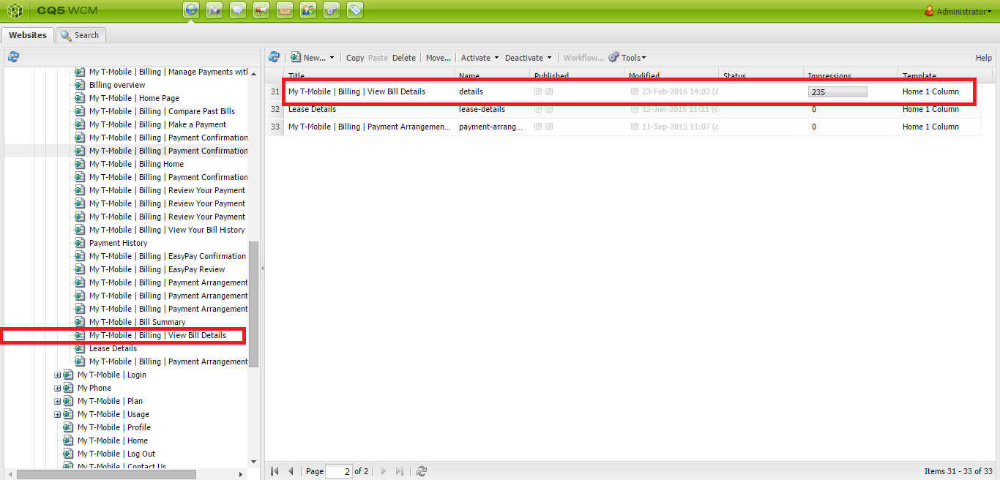 CQ5 WCM
Administrator
Websites
Search
My T-Mobile | Billing | Manage Payments with
Billing overview
My T-Mobile | Home Page
My T-Mobile | Billing | Compare Past Bills
My T-Mobile | Billing | Make a Payment
My T-Mobile | Billing | Payment Confirmation
My T-Mobile | Billing | Payment Confirmation
My T-Mobile | Billing Home
My T-Mobile | Billing | Payment Confirmation
My T-Mobile | Billing | Review Your Payment
My T-Mobile | Billing | Review Your Payment
My T-Mobile | Billing | Review Your Payment
My T-Mobile | Billing | View Your Bill History
Payment History
My T-Mobile | Billing | EasyPay Confirmation
My T-Mobile | Billing | EasyPay Review
My T-Mobile | Billing | Payment Arrangement
My T-Mobile | Billing | Payment Arrangement
My T-Mobile | Billing | Payment Arrangement
My T-Mobile | Bill Summary
My T-Mobile | Billing | View Bill Details
Lease Details
My T-Mobile | Billing | Payment Arrangement
My T-Mobile | Login
My Phone
My T-Mobile | Plan
My T-Mobile | Usage
My T-Mobile | Profile
My T-Mobile | Home
My T-Mobile | Log Out
My T-Mobile | Contact Us
New... Copy Paste Delete Move... Activate Deactivate Workflow... Tools Help
Title Name Published Modified Status Impressions Template
31 My T-Mobile | Billing | View Bill Details details 23-Feb-2016 14:02 (A 235 Home 1 Column
32 Lease Details lease-details 12-Jun-2015 11:21 (c 0 Home 1 Column
33 My T-Mobile | Billing | Payment Arrangemen... payment-arrang... 11-Sep-2015 11:07 (c 0 Home 1 Column
Page 2 of 2 Items 31 - 33 of 33